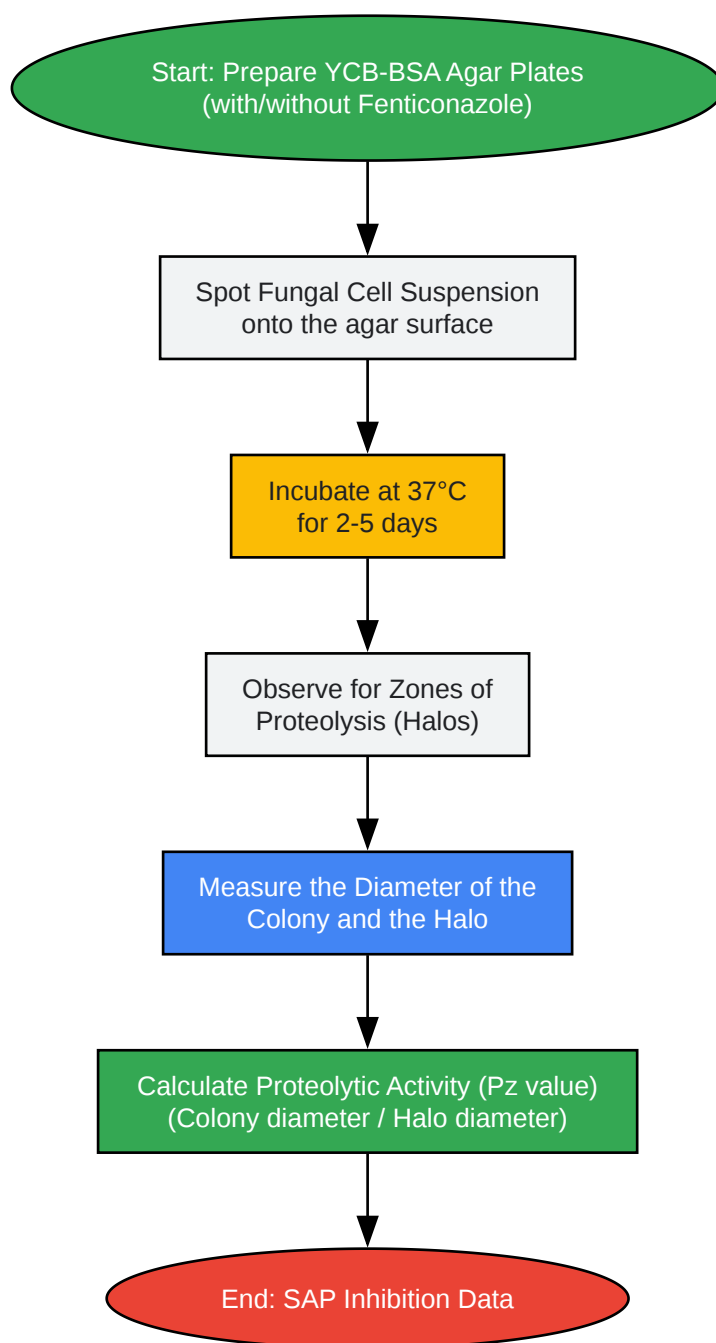 Start: Prepare YCB-BSA Agar Plates
(with/without Fenticonazole)
Spot Fungal Cell Suspension
onto the agar surface
Incubate at 37°C
for 2-5 days
Observe for Zones of
Proteolysis (Halos)
Measure the Diameter of the
Colony and the Halo
Calculate Proteolytic Activity (Pz value)
(Colony diameter / Halo diameter)
End: SAP Inhibition Data